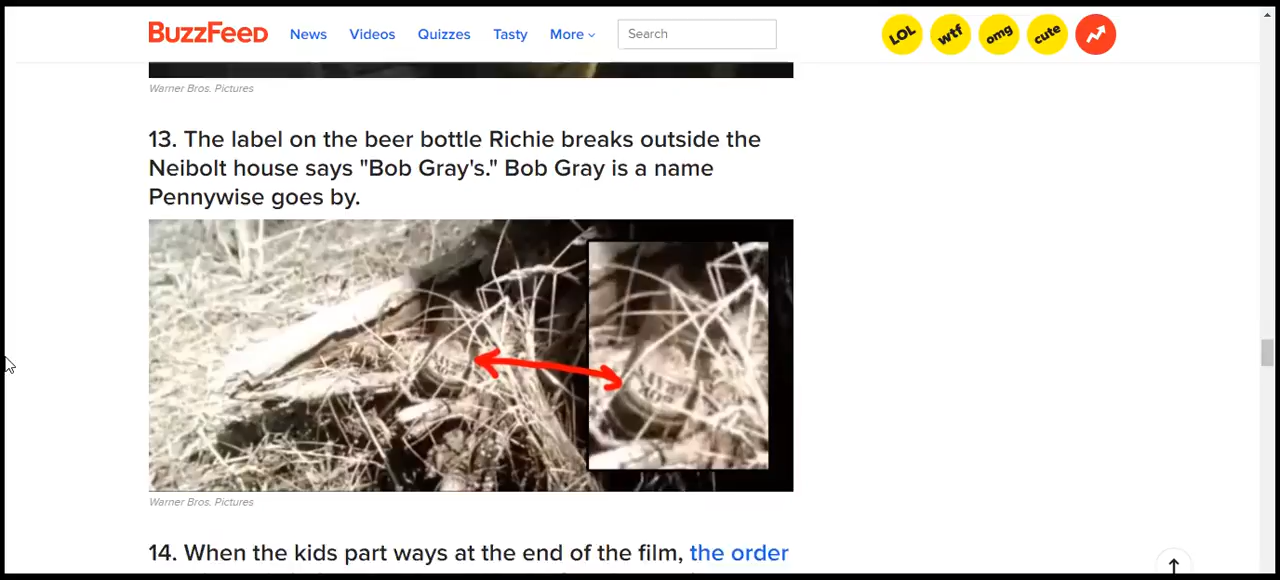 BuzzFeed News Videos Quizzes Tasty More Search LOL wtf omg cute
Warner Bros. Pictures
13. The label on the beer bottle Richie breaks outside the
Neibolt house says "Bob Gray's." Bob Gray is a name
Pennywise goes by.
Warner Bros. Pictures
14. When the kids part ways at the end of the film, the order